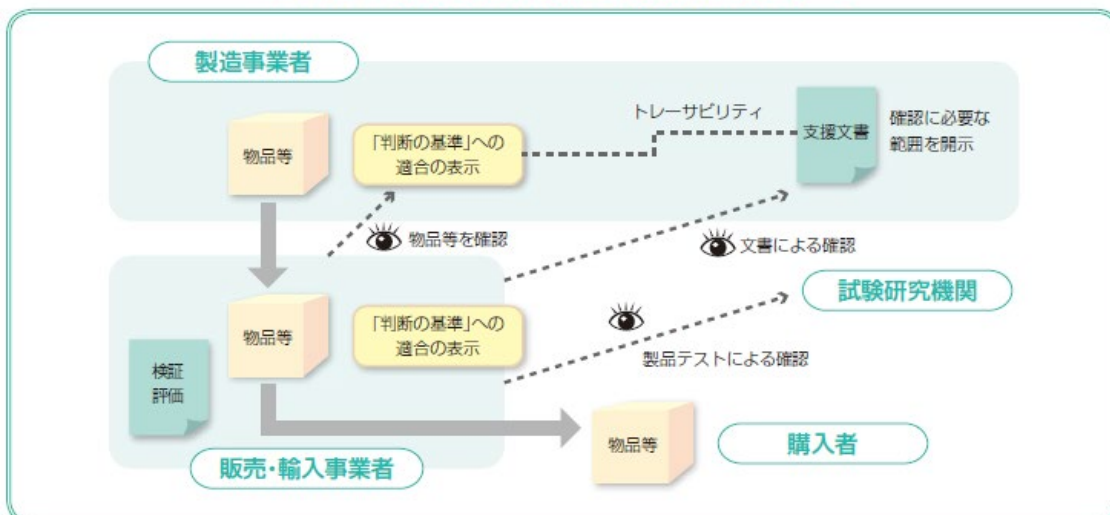 製造事業者
物品等
「判断の基準」への
適合の表示
トレーサビリティ
支援文書
確認に必要な
範囲を開示
物品等を確認
文書による確認
試験研究機関
物品等
「判断の基準」への
適合の表示
製品テストによる確認
検証
評価
物品等
購入者
販売・輸入事業者